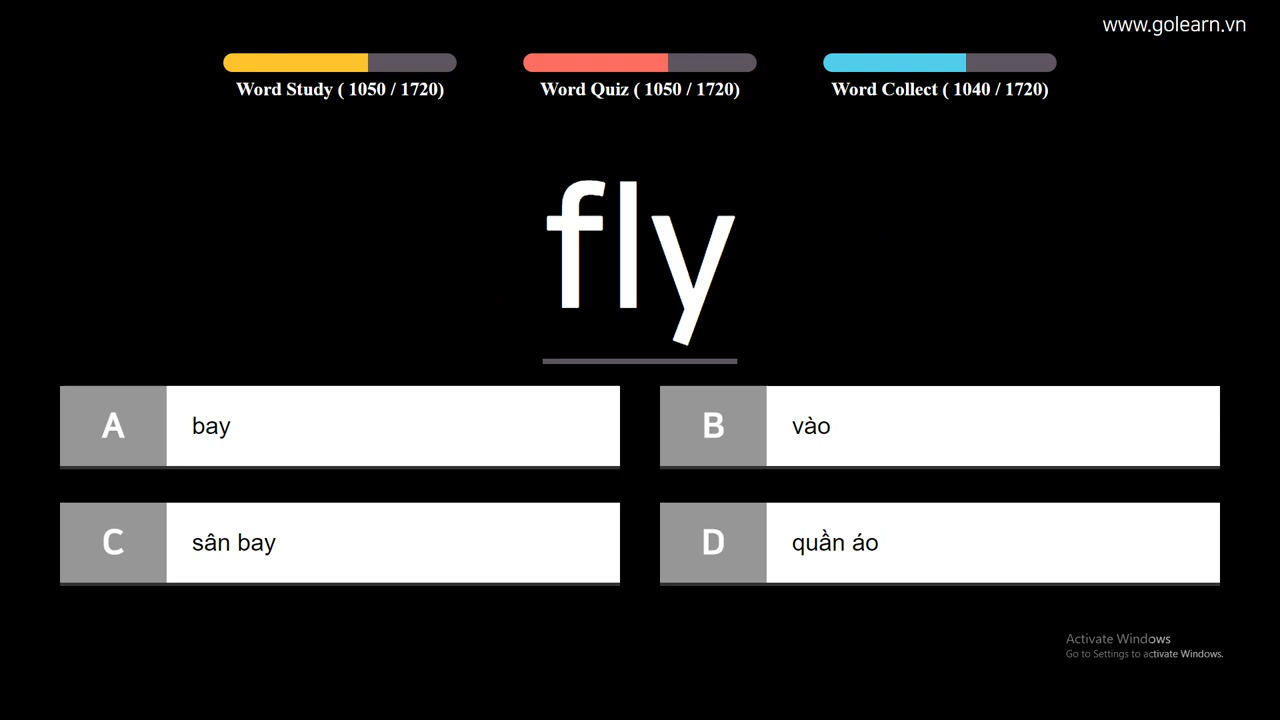 www.golearn.vn
Word Study ( 1050 / 1720)
Word Quiz ( 1050 / 1720)
Word Collect ( 1040 / 1720)
fly
A bay
B vào
C sân bay
D quần áo
Activate Windows
Go to Settings to activate Windows.